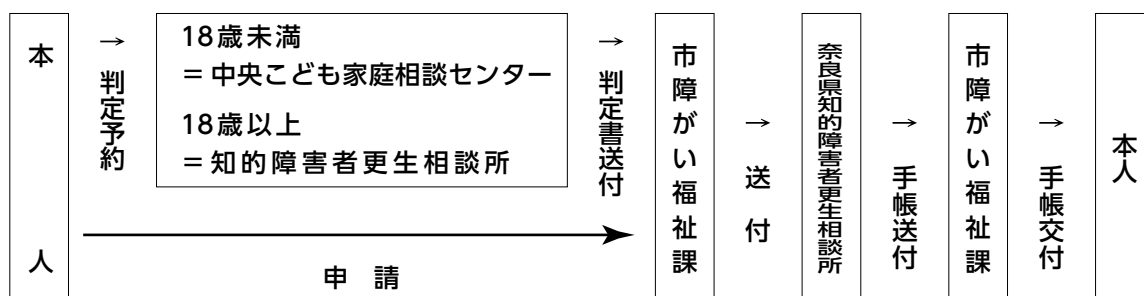 本人
→
判定予約
18歳未満
＝中央こども家庭相談センター
18歳以上
＝知的障害者更生相談所
→
判定書送付
申請
市障がい福祉課
→
送付
奈良県知的障害者更生相談所
→
手帳送付
市障がい福祉課
→
手帳交付
本人